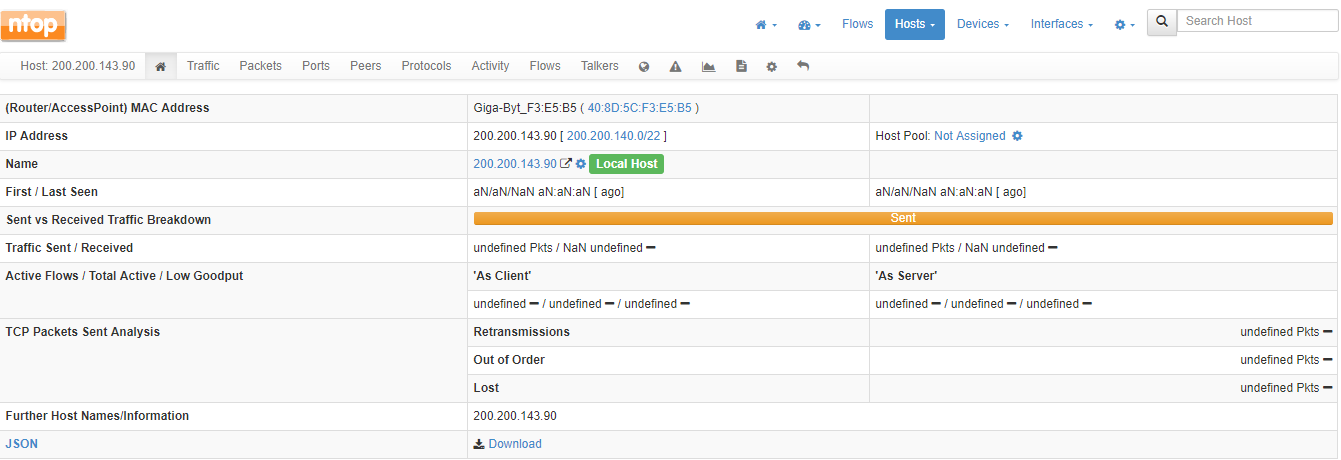 ntop
Flows Hosts Devices Interfaces Search Host
Host: 200.200.143.90 Traffic Packets Ports Peers Protocols Activity Flows Talkers
(Router/AccessPoint) MAC Address Giga-Byt_F3:E5:B5 ( 40:8D:5C:F3:E5:B5 )
IP Address 200.200.143.90 [ 200.200.140.0/22 ] Host Pool: Not Assigned
Name 200.200.143.90 Local Host
First / Last Seen aN/aN/NaN aN:aN:aN [ ago] aN/aN/NaN aN:aN:aN [ ago]
Sent vs Received Traffic Breakdown Sent
Traffic Sent / Received undefined Pkts / NaN undefined undefined Pkts / NaN undefined
Active Flows / Total Active / Low Goodput 'As Client' 'As Server'
undefined / undefined / undefined undefined / undefined / undefined
TCP Packets Sent Analysis Retransmissions undefined Pkts
Out of Order undefined Pkts
Lost undefined Pkts
Further Host Names/Information 200.200.143.90
JSON Download